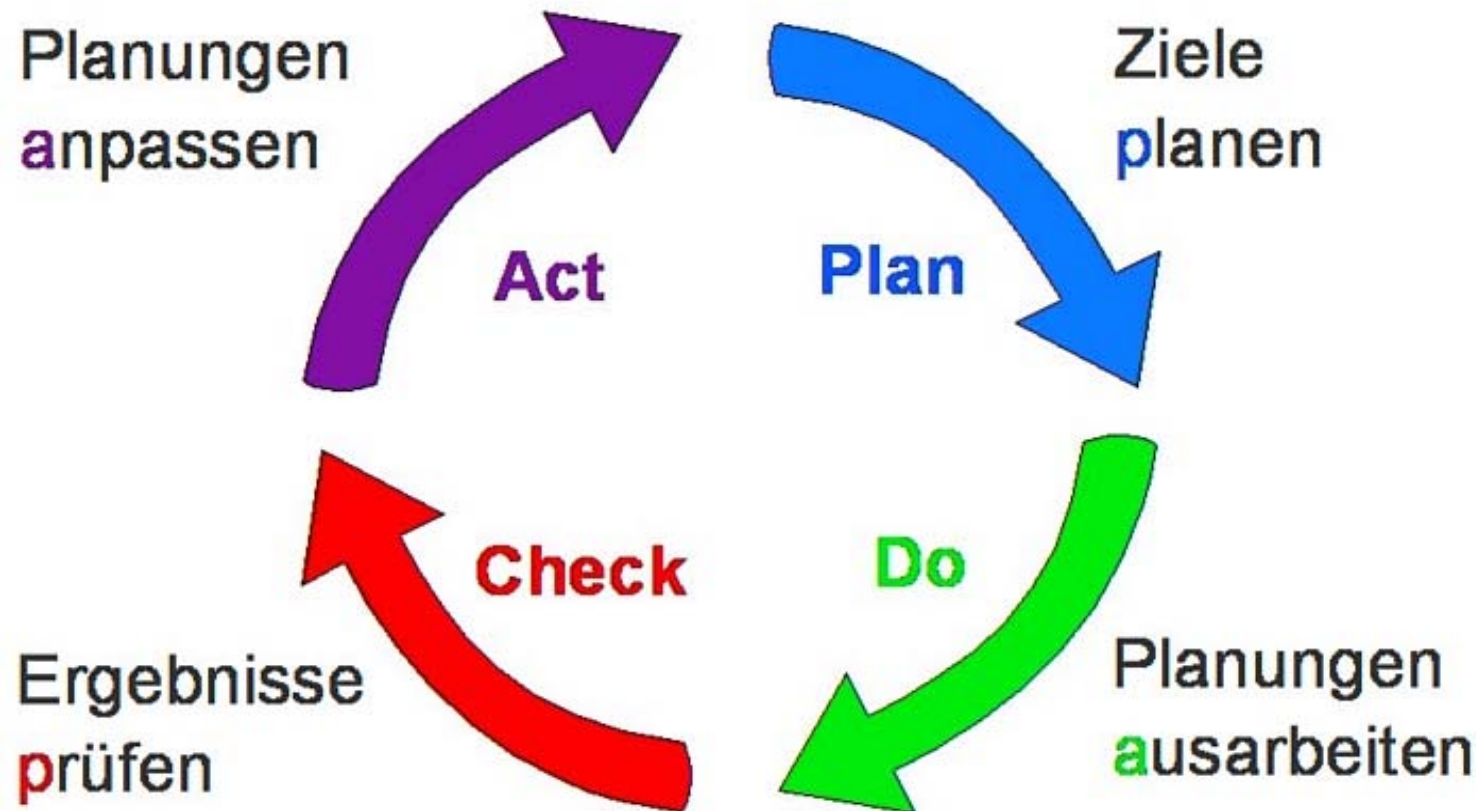 Planungen
anpassen
Ziele
planen
Act
Plan
Check
Do
Ergebnisse
prüfen
Planungen
ausarbeiten